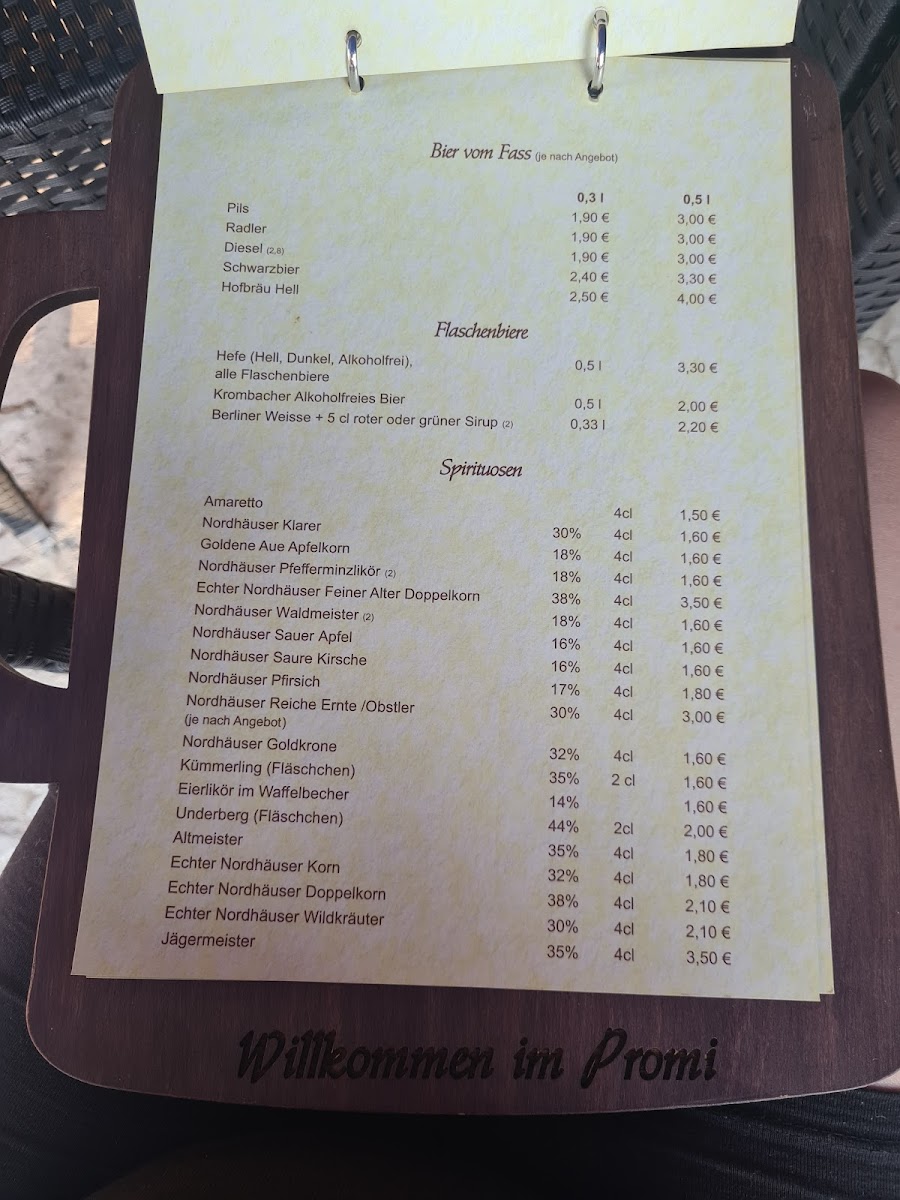 Bier vom Fass (je nach Angebot)
0,3 l 0,5 l
Pils 1,90 € 3,00 €
Radler 1,90 € 3,00 €
Diesel (2,8) 1,90 € 3,00 €
Schwarzbier 2,40 € 3,30 €
Hofbräu Hell 2,50 € 4,00 €
Flaschenbiere
Hefe (Hell, Dunkel, Alkoholfrei), 0,5 l 3,30 €
alle Flaschenbiere
Krombacher Alkoholfreies Bier 0,5 l 2,00 €
Berliner Weisse + 5 cl roter oder grüner Sirup (2) 0,33 l 2,20 €
Spirituosen
Amaretto 4cl 1,50 €
Nordhäuser Klarer 30% 4cl 1,60 €
Goldene Aue Apfelkorn 18% 4cl 1,60 €
Nordhäuser Pfefferminzlikör (2) 18% 4cl 1,60 €
Echter Nordhäuser Feiner Alter Doppelkorn 38% 4cl 3,50 €
Nordhäuser Waldmeister (2) 18% 4cl 1,60 €
Nordhäuser Sauer Apfel 16% 4cl 1,60 €
Nordhäuser Saure Kirsche 16% 4cl 1,60 €
Nordhäuser Pfirsich 17% 4cl 1,80 €
Nordhäuser Reiche Ernte /Obstler 30% 4cl 3,00 €
(je nach Angebot)
Nordhäuser Goldkrone 32% 4cl 1,60 €
Kümmerling (Fläschchen) 35% 2 cl 1,60 €
Eierlikör im Waffelbecher 14% 1,60 €
Underberg (Fläschchen) 44% 2cl 2,00 €
Altmeister 35% 4cl 1,80 €
Echter Nordhäuser Korn 32% 4cl 1,80 €
Echter Nordhäuser Doppelkorn 38% 4cl 2,10 €
Echter Nordhäuser Wildkräuter 30% 4cl 2,10 €
Jägermeister 35% 4cl 3,50 €
Willkommen im Promi